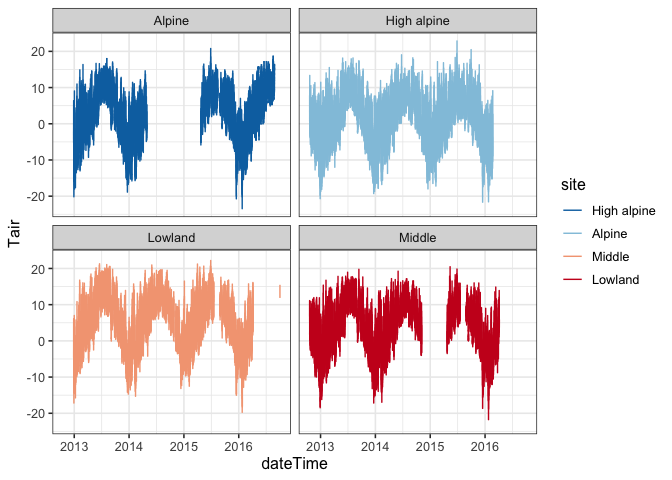 Alpine High alpine
20
10
0
-10
-20
Lowland Middle
20
10
0
-10
-20
2013 2014 2015 2016 2013 2014 2015 2016
dateTime
Tair
site
High alpine
Alpine
Middle
Lowland